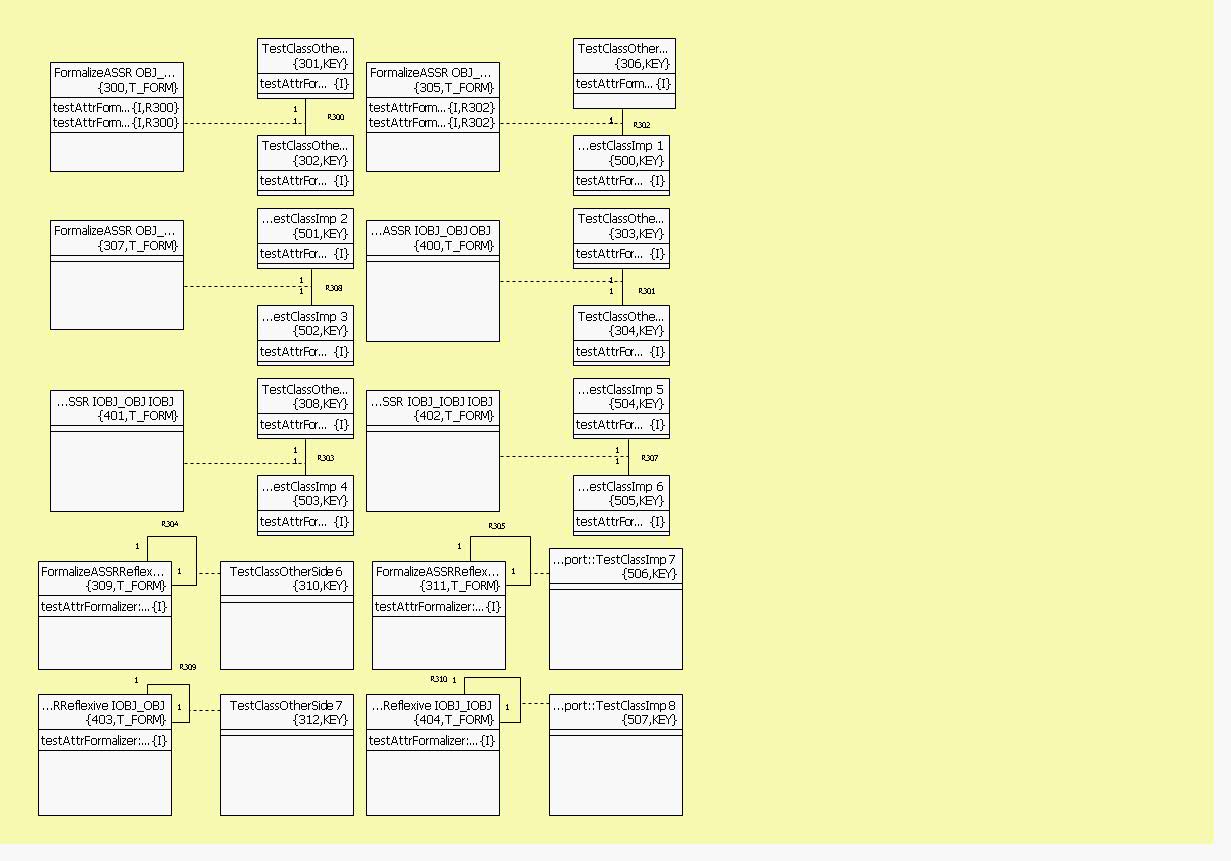 TestClassOthe...
{301,KEY}
testAttrFor... {I}
FormalizeASSR OBJ_...
{300,T_FORM}
testAttrForm... {I,R300}
testAttrForm... {I,R300}
1
1
R300
TestClassOthe...
{302,KEY}
testAttrFor... {I}
TestClassOther...
{306,KEY}
testAttrForm... {I}
FormalizeASSR OBJ_...
{305,T_FORM}
testAttrForm... {I,R302}
testAttrForm... {I,R302}
1
R302
...estClassImp 1
{500,KEY}
testAttrFor... {I}
...estClassImp 2
{501,KEY}
testAttrFor... {I}
FormalizeASSR OBJ_...
{307,T_FORM}
1
1
R308
...estClassImp 3
{502,KEY}
testAttrFor... {I}
TestClassOthe...
{303,KEY}
testAttrFor... {I}
...ASSR IOBJ_OBJ OBJ
{400,T_FORM}
1
1
R301
TestClassOthe...
{304,KEY}
testAttrFor... {I}
TestClassOthe...
{308,KEY}
testAttrFor... {I}
...SSR IOBJ_OBJ IOBJ
{401,T_FORM}
1
1
R303
...estClassImp 4
{503,KEY}
testAttrFor... {I}
...estClassImp 5
{504,KEY}
testAttrFor... {I}
...SSR IOBJ_IOBJ IOBJ
{402,T_FORM}
1
1
R307
...estClassImp 6
{505,KEY}
testAttrFor... {I}
R304
1
FormalizeASSRReflex...
{309,T_FORM}
testAttrFormalizer:... {I}
1
TestClassOtherSide6
{310,KEY}
R305
1
FormalizeASSRReflex...
{311,T_FORM}
testAttrFormalizer:... {I}
1
...port::TestClassImp 7
{506,KEY}
R309
1
...RReflexive IOBJ_OBJ
{403,T_FORM}
testAttrFormalizer:... {I}
1
TestClassOtherSide7
{312,KEY}
R310 1
...Reflexive IOBJ_IOBJ
{404,T_FORM}
testAttrFormalizer:... {I}
1
...port::TestClassImp 8
{507,KEY}